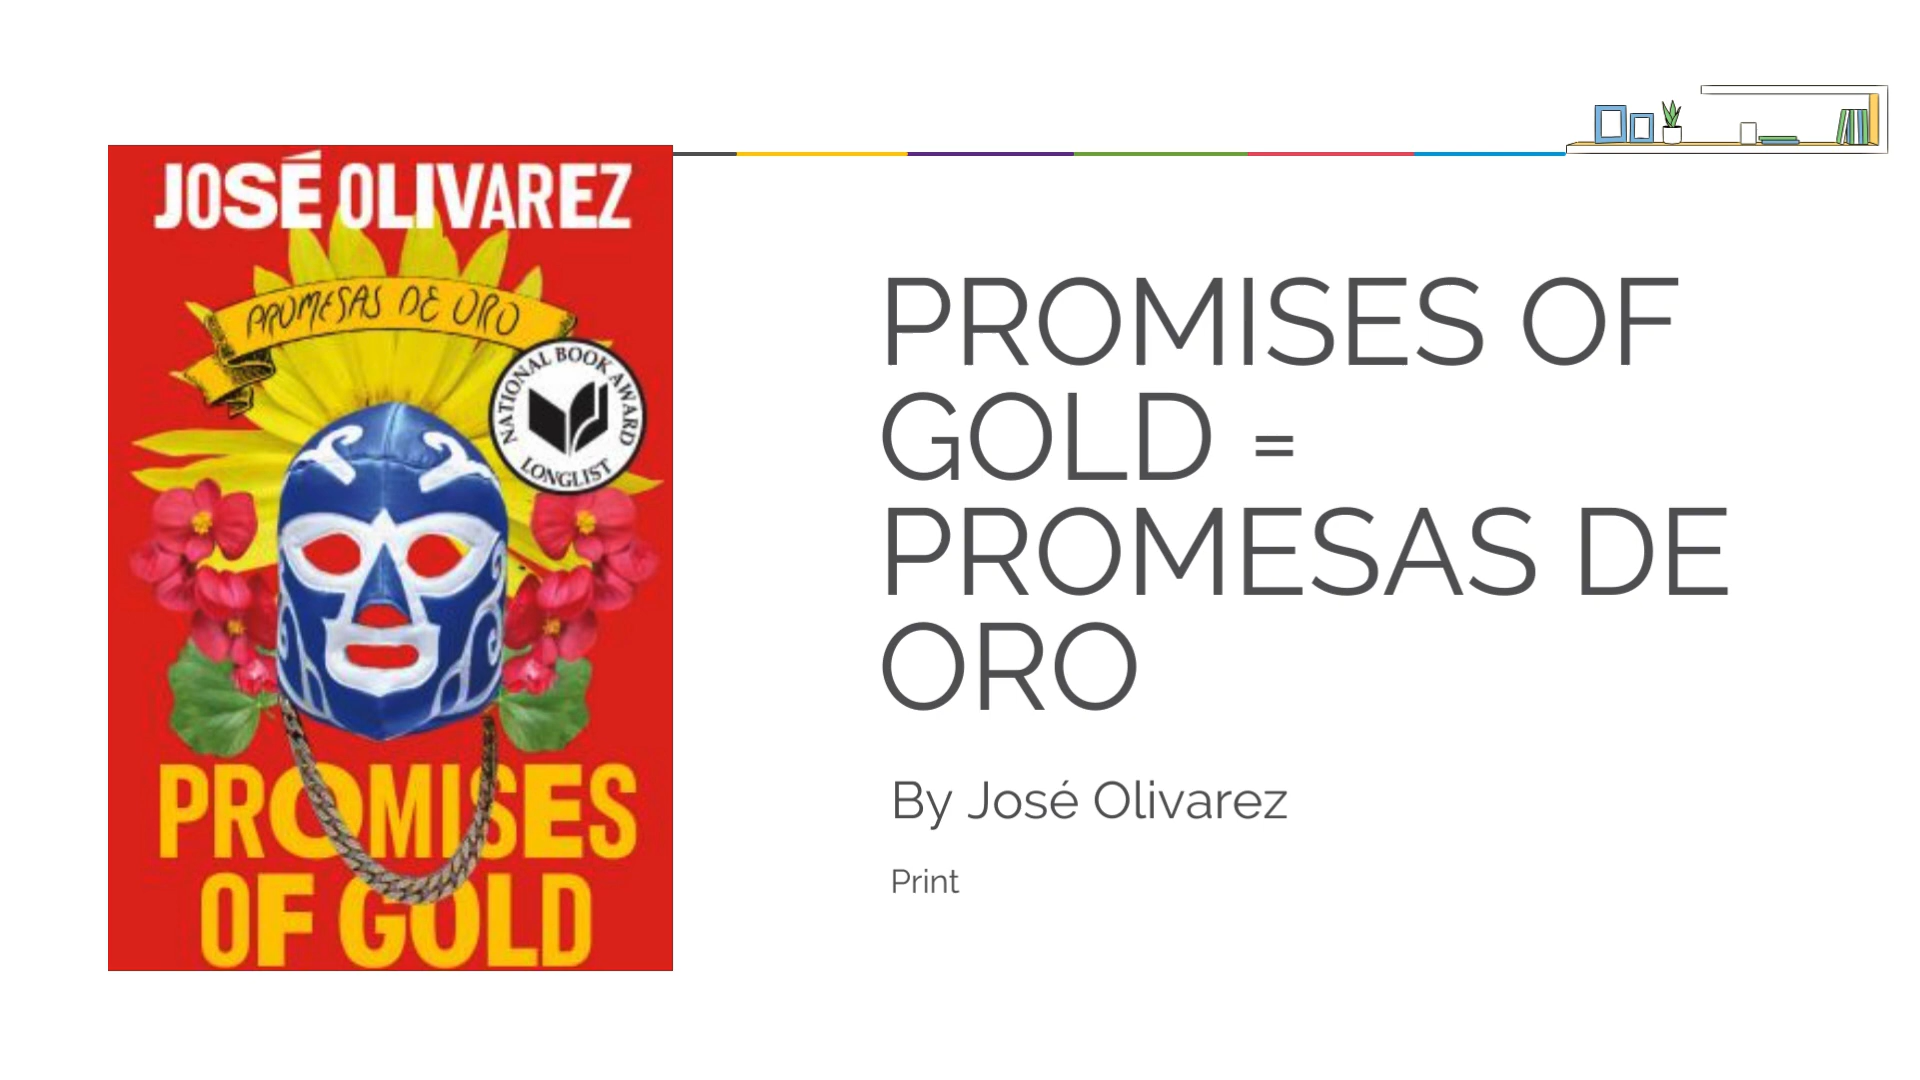 JOSÉ OLIVAREZ
PROMESAS DE ORO
NATIONAL BOOK AWARD
LONGLIST
PROMISES
OF GOLD
PROMISES OF
GOLD =
PROMESAS DE
ORO
By José Olivarez
Print